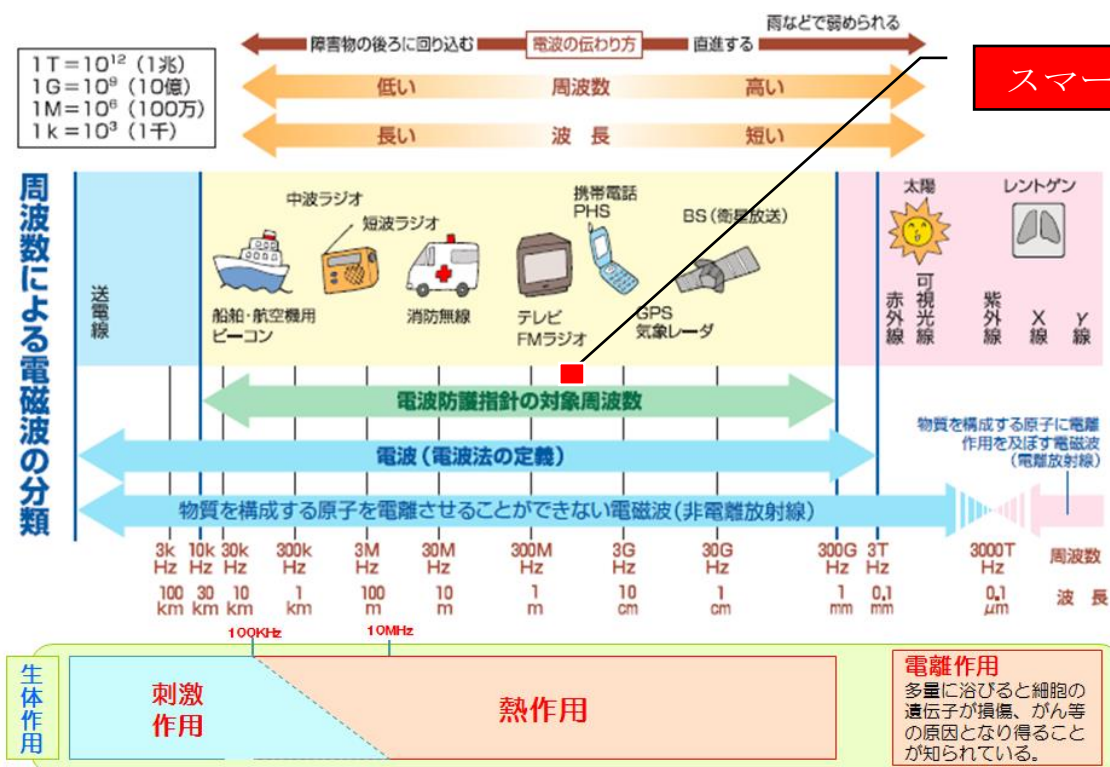 雨などで弱められる
障害物の後ろに回り込む 電波の伝わり方 直進する
1T=10¹²(1兆)
1G=10⁹(10億)
1M=10⁶(100万)
1k=10³(1千)
スマー
低い 周波数 高い
長い 波長 短い
周波数による電磁波の分類
送電線
中波ラジオ
短波ラジオ
船舶・航空機用
ビーコン
消防無線
テレビ
FMラジオ
携帯電話
PHS
BS(衛星放送)
GPS
気象レーダ
太陽
レントゲン
赤外線
可視光線
紫外線
X線
γ線
電波防護指針の対象周波数
電波(電波法の定義)
物質を構成する原子に電離
作用を及ぼす電磁波
(電離放射線)
物質を構成する原子を電離させることができない電磁波(非電離放射線)
3k 10k 30k 300k 3M 30M 300M 3G 30G 300G 3T 3000T 周波数
Hz Hz Hz Hz Hz Hz Hz Hz Hz Hz Hz Hz
100 30 10 1 100 10 1 10 1 1 0.1 0.1 波長
km km km km m m m cm cm mm mm μm
100KHz 10MHz
生体作用
刺激
作用
熱作用
電離作用
多量に浴びると細胞の
遺伝子が損傷、がん等
の原因となり得ること
が知られている。